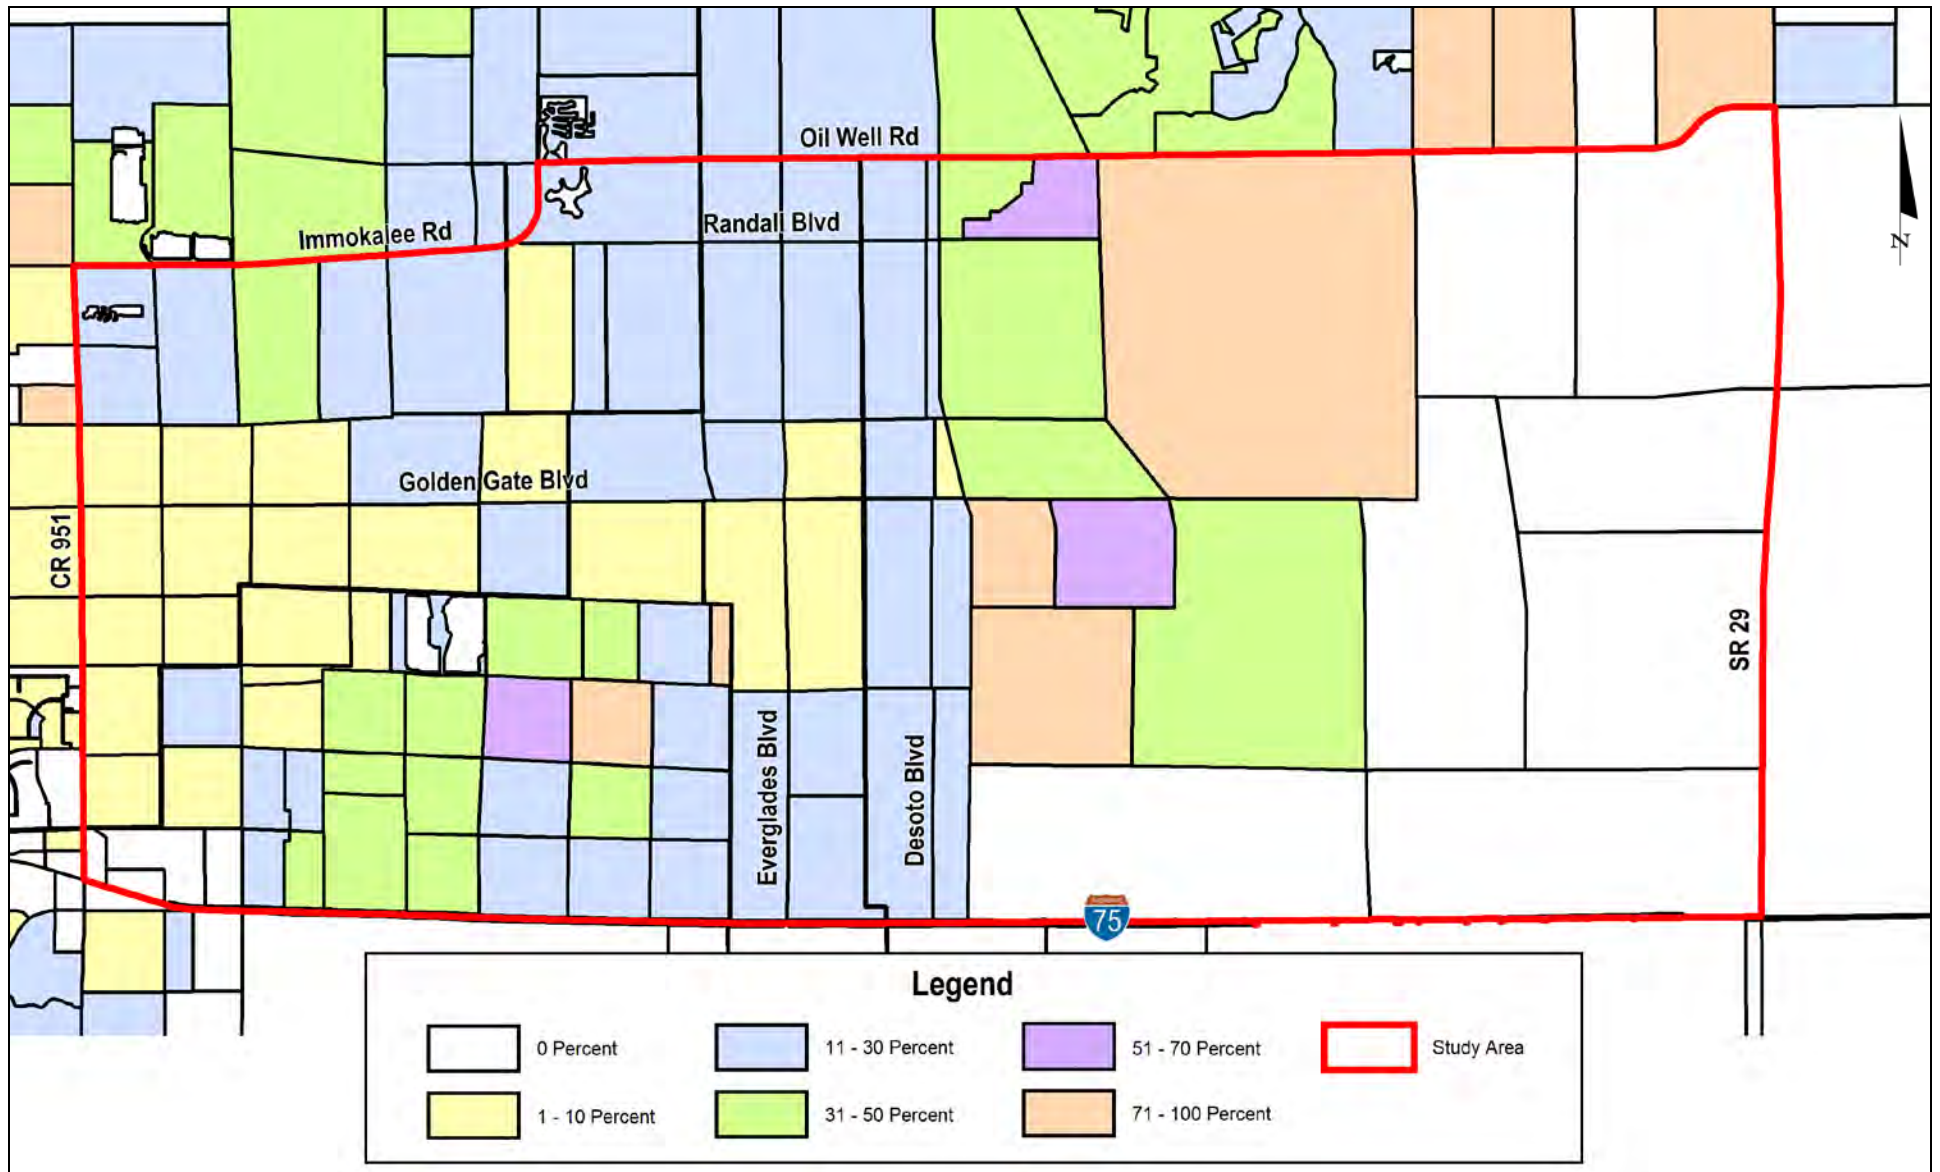 Oil Well Rd
Randall Blvd
Immokalee Rd
Golden Gate Blvd
CR 951
SR 29
Everglades Blvd
Desoto Blvd
N
75
Legend
0 Percent
11 - 30 Percent
51 - 70 Percent
Study Area
1 - 10 Percent
31 - 50 Percent
71 - 100 Percent